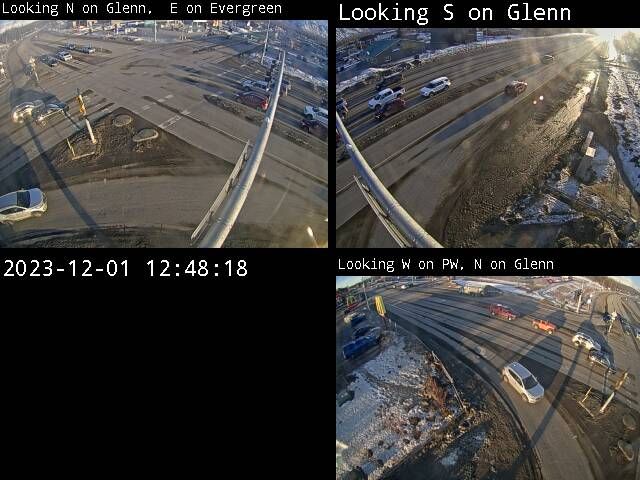 Looking N on Glenn,  E on Evergreen
Looking S on Glenn
2023-12-01 12:48:18
Looking W on PW, N on Glenn